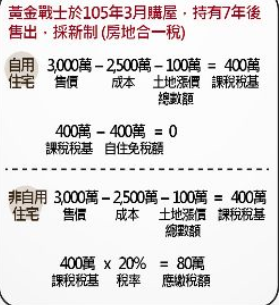 黃金戰士於105年3月購屋，持有7年後
售出，採新制(房地合一稅)
自用
住宅
3,000萬－2,500萬－100萬 = 400萬
售價 成本 土地漲價 課稅稅基
總數額
400萬－400萬 = 0
課稅稅基 自住免稅額
非自用
住宅
3,000萬－2,500萬－100萬 = 400萬
售價 成本 土地漲價 課稅稅基
總數額
400萬 x 20% = 80萬
課稅稅基 稅率 應繳稅額